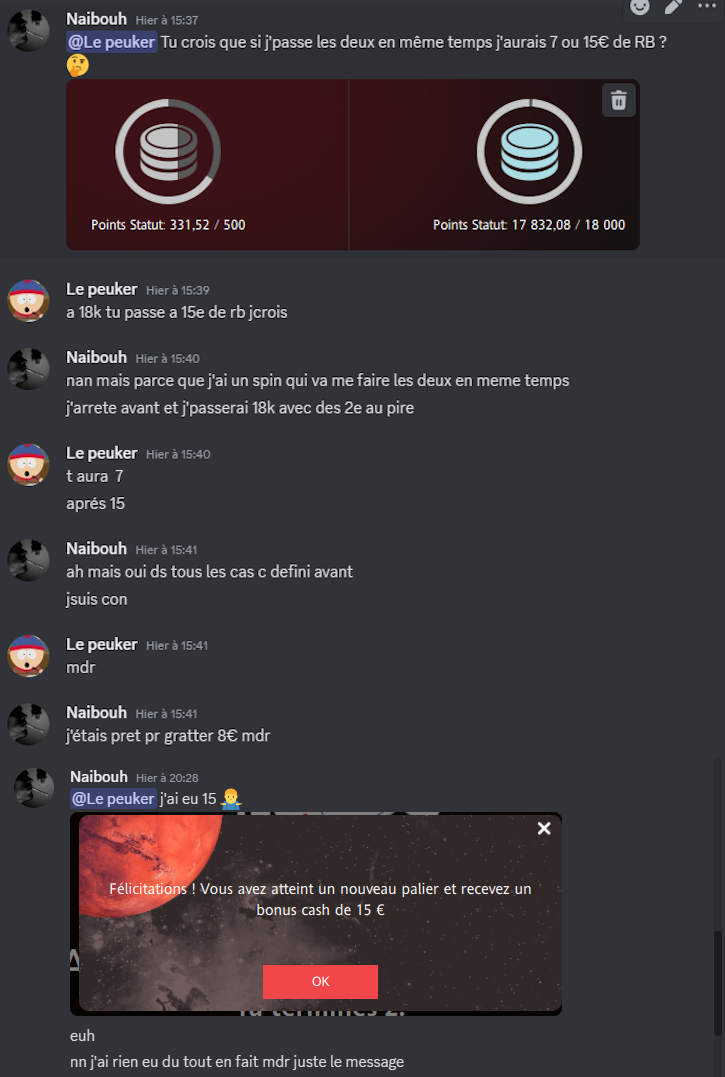 Naibouh Hier à 15:37
@Le peuker Tu crois que si j'passe les deux en même temps j'aurais 7 ou 15€ de RB ?
🤔
Points Statut: 331,52 / 500
Points Statut: 17 832,08 / 18 000
Le peuker Hier à 15:39
a 18k tu passe a 15e de rb jcrois
Naibouh Hier à 15:40
nan mais parce que j'ai un spin qui va me faire les deux en meme temps
j'arrete avant et j'passerai 18k avec des 2e au pire
Le peuker Hier à 15:40
t aura 7
aprés 15
Naibouh Hier à 15:41
ah mais oui ds tous les cas c defini avant
jsuis con
Le peuker Hier à 15:41
mdr
Naibouh Hier à 15:41
j'étais pret pr gratter 8€ mdr
Naibouh Hier à 20:28
@Le peuker j'ai eu 15 🤷‍♂️
Félicitations ! Vous avez atteint un nouveau palier et recevez un
bonus cash de 15 €
OK
euh
nn j'ai rien eu du tout en fait mdr juste le message